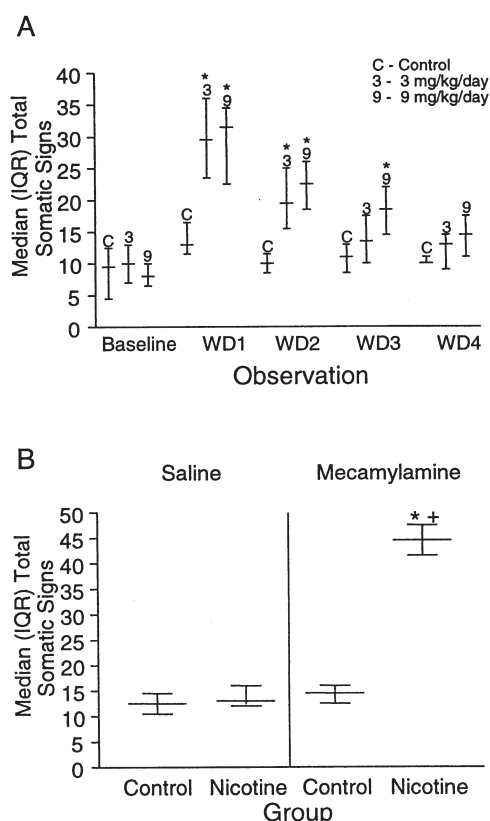 A
C - Control
3 - 3 mg/kg/day
9 - 9 mg/kg/day
Median (IQR) Total
Somatic Signs
40
35
30
25
20
15
10
5
0
C 3 9
C * 3 * 9
C * 3 * 9
C 3 * 9
C 3 9
Baseline WD1 WD2 WD3 WD4
Observation
B
Saline Mecamylamine
Median (IQR) Total
Somatic Signs
50
45
40
35
30
25
20
15
10
5
0
* +
Control Nicotine Control Nicotine
Group